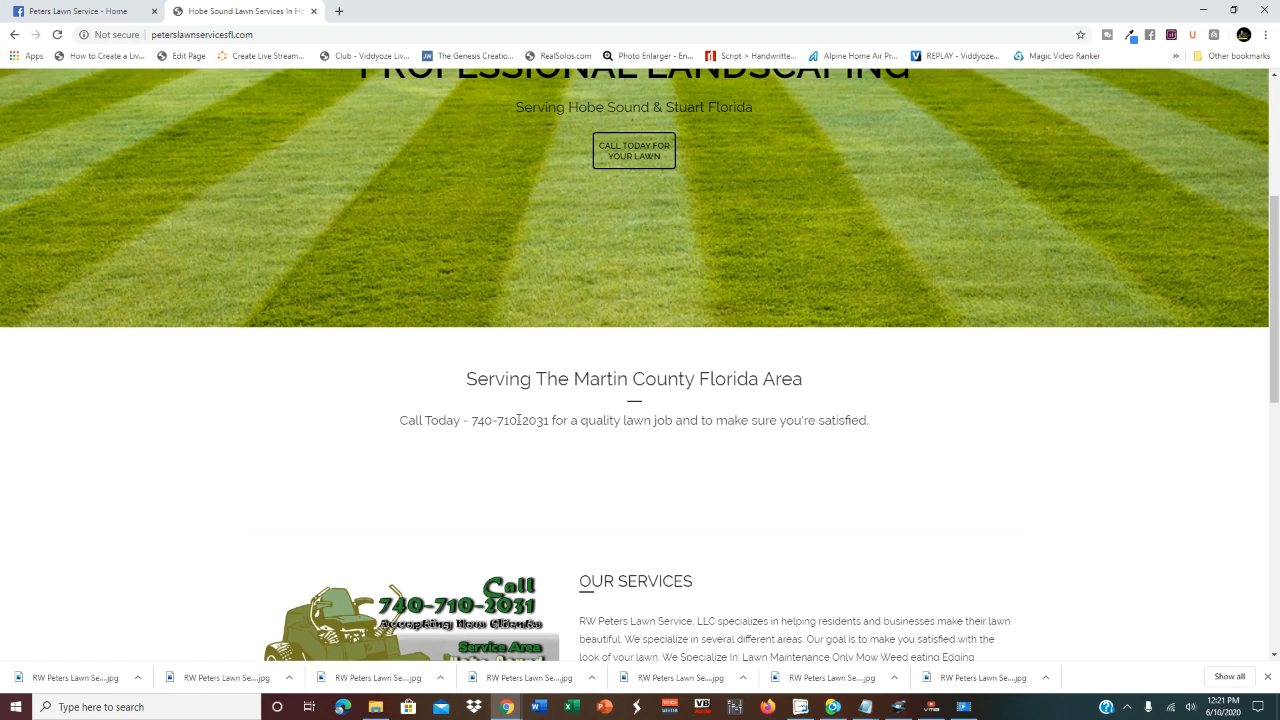 Peters Lawn Service - Home
Hobe Sound Lawn Services In Ho
Not secure
peterslawnservicesfl.com
Apps
How to Create a Liv...
Edit Page
Create Live Stream...
Club - Viddyoze
The Genesis Creatio...
RealSolos.com
Photo Enlarger - En...
Script > Handwritte...
Alpine Home Air Pr...
REPLAY - Viddyoze
Magic Video Ranker
»
Other bookmarks
PROFESSIONAL LANDSCAPING
Serving Hobe Sound & Stuart Florida
CALL TODAY FOR
YOUR LAWN
Serving The Martin County Florida Area
Call Today - 740-710-2031 for a quality lawn job and to make sure you're satisfied.
Call
740-710-2031
Accepting New Clients
Service Area
Hobe Sound
OUR SERVICES
RW Peters Lawn Service, LLC specializes in helping residents and businesses make their lawn
beautiful. We specialize in several different areas. Our goal is to make you satisfied with the
look of your lawn. We Specialize In: Lawn Maintenance Only Mow Weed eating Edging
RW Peters Lawn Se....jpg
RW Peters Lawn Se....jpg
RW Peters Lawn Se....jpg
RW Peters Lawn Se....jpg
RW Peters Lawn Se....jpg
RW Peters Lawn Se....jpg
RW Peters Lawn Se....jpg
Show all
Type here to search
12:21 PM
6/10/2020